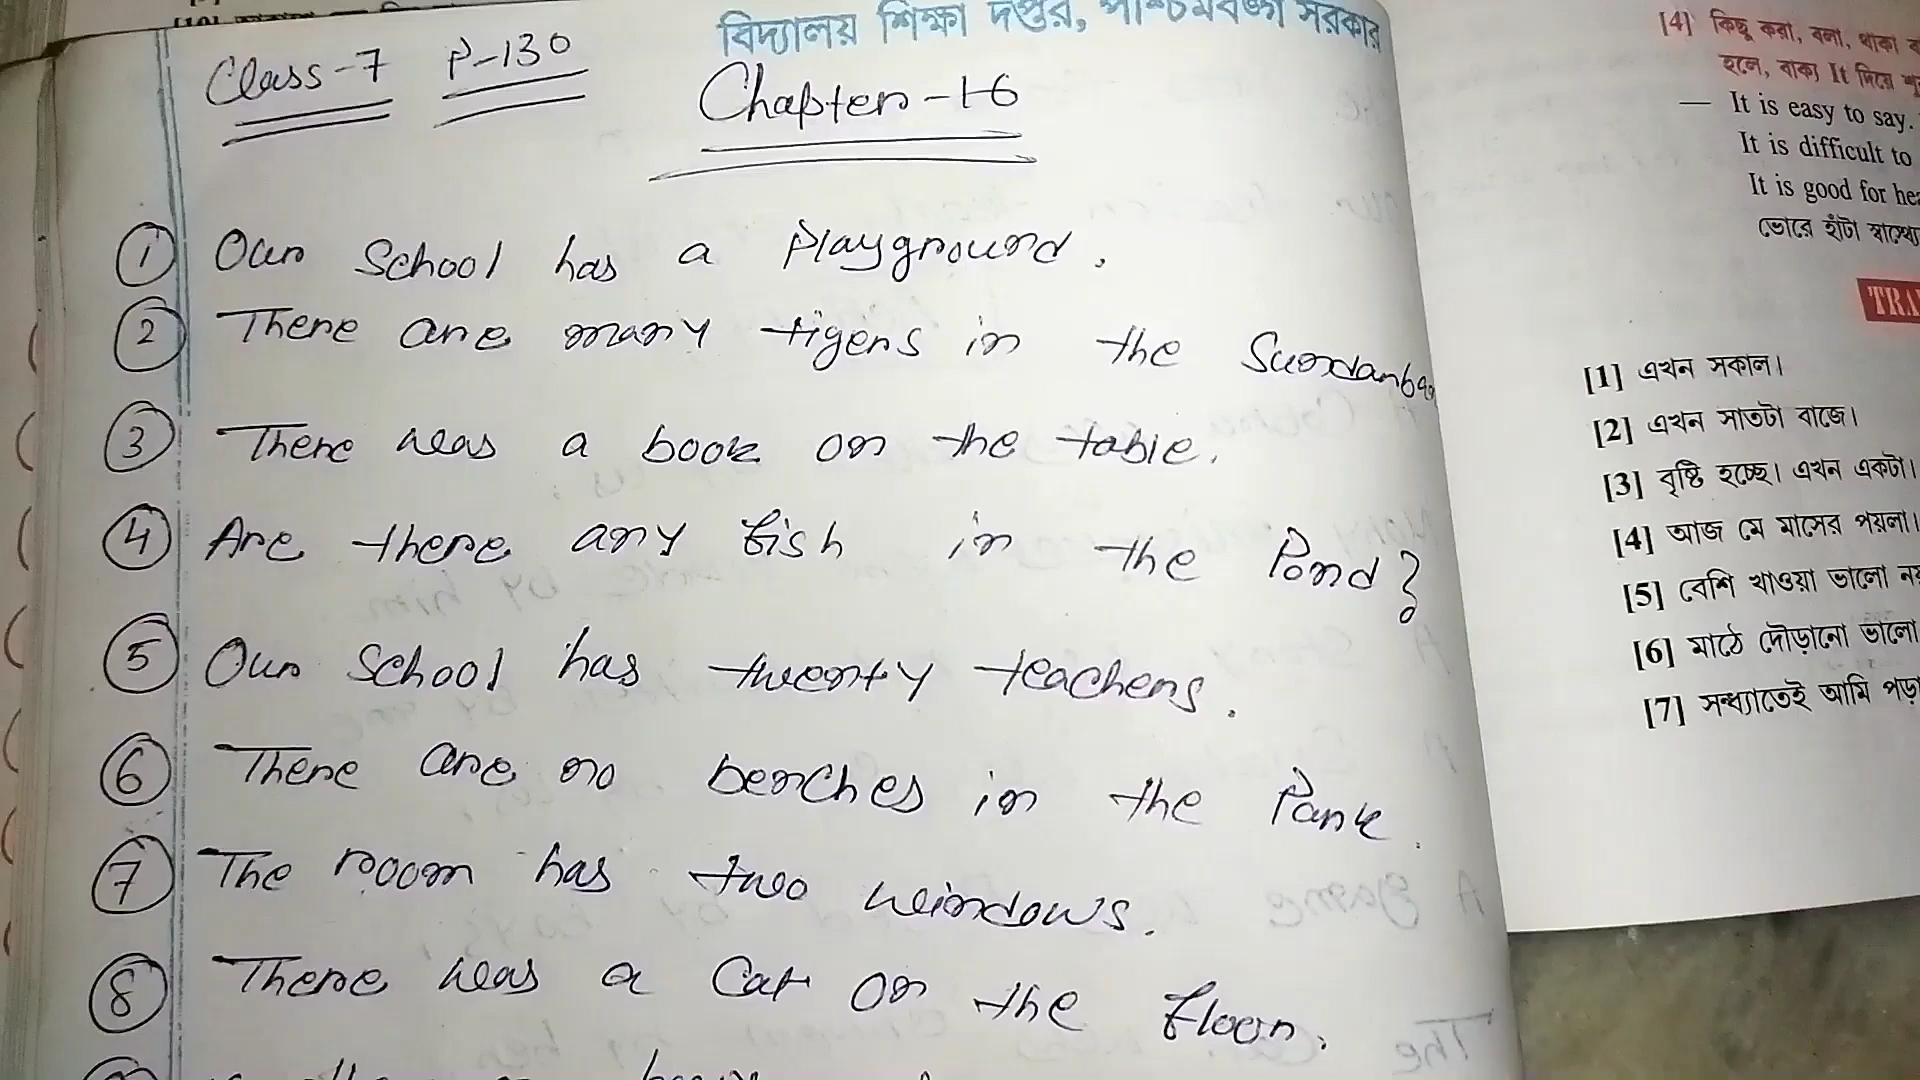 বিদ্যালয় শিক্ষা দপ্তর, পশ্চিমবঙ্গ সরকার
Class-7 P-130
Chapter-16
① Our School has a Playground.
② There are many tigers in the Sundarba
③ There was a book on the table.
④ Are there any fish in the Pond?
⑤ Our School has twenty teachers.
⑥ There are no benches in the Park.
⑦ The room has two windows.
⑧ There was a Cat on the floor.
[4] কিছু করা, বলা, থাকা
হলে, বাক্য It দিয়ে
— It is easy to say.
It is difficult to
It is good for
ভোরে হাঁটা
TRA
[1] এখন সকাল।
[2] এখন সাতটা বাজে।
[3] বৃষ্টি হচ্ছে। এখন একটা।
[4] আজ মে মাসের পয়লা।
[5] বেশি খাওয়া ভালো
[6] মাঠে দৌড়ানো ভালো
[7] সন্ধ্যাতেই আমি